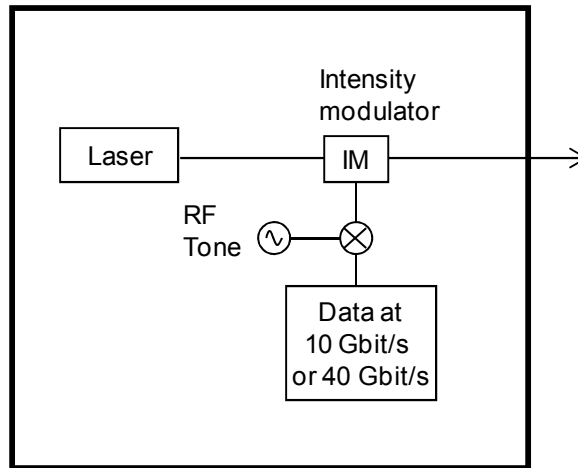 Intensity
modulator
Laser
IM
RF
Tone
Data at
10 Gbit/s
or 40 Gbit/s